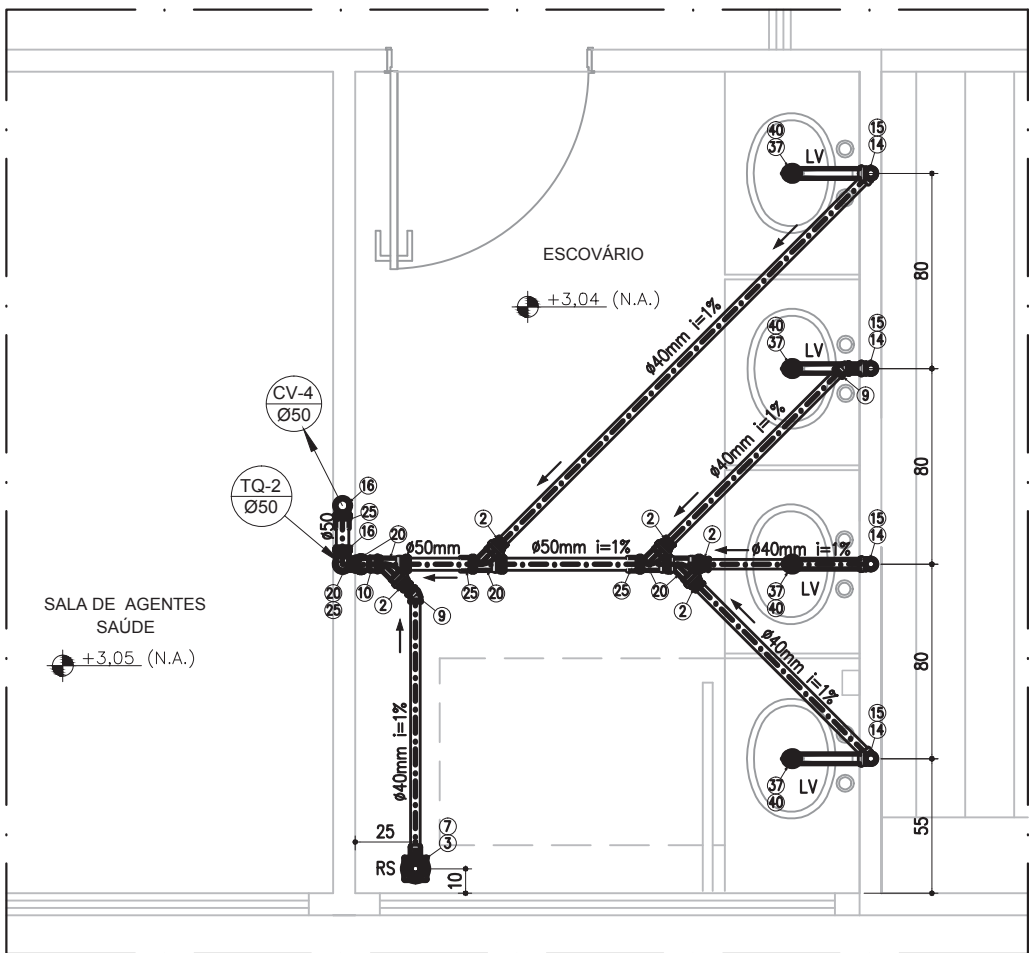 40
37
LV
15
14
80
ESCOVÁRIO
+3,04 (N.A.)
ø40mm i=1%
40
37
LV
15
14
9
80
ø40mm i=1%
CV-4
Ø50
TQ-2
Ø50
16
25
ø50
16
20
ø50mm
2
ø50mm i=1%
2
2
ø40mm i=1%
15
14
20
25
10
2
9
25
20
25
20
2
37
40
LV
SALA DE AGENTES
SAÚDE
+3,05 (N.A.)
80
ø40mm i=1%
ø40mm i=1%
15
14
37
40
LV
55
25
7
3
RS
10